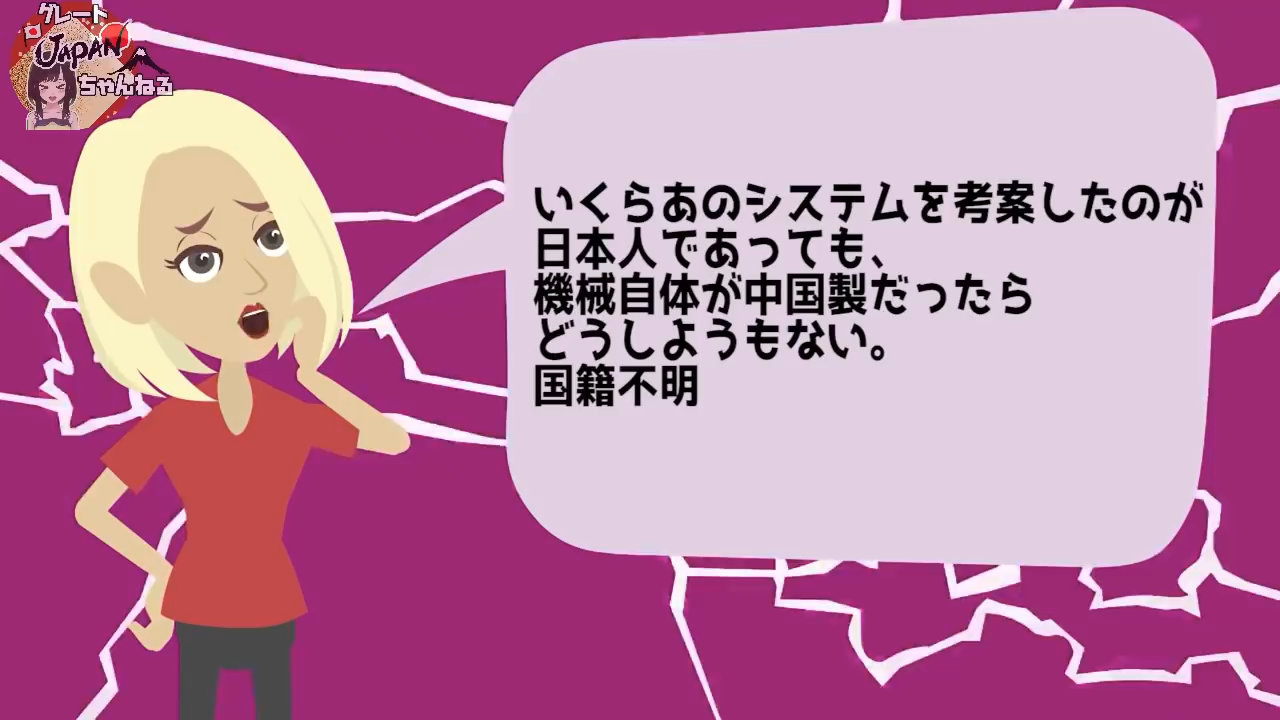 グレート
JAPAN
ちゃんねる
いくらあのシステムを考案したのが
日本人であっても、
機械自体が中国製だったら
どうしようもない。
国籍不明